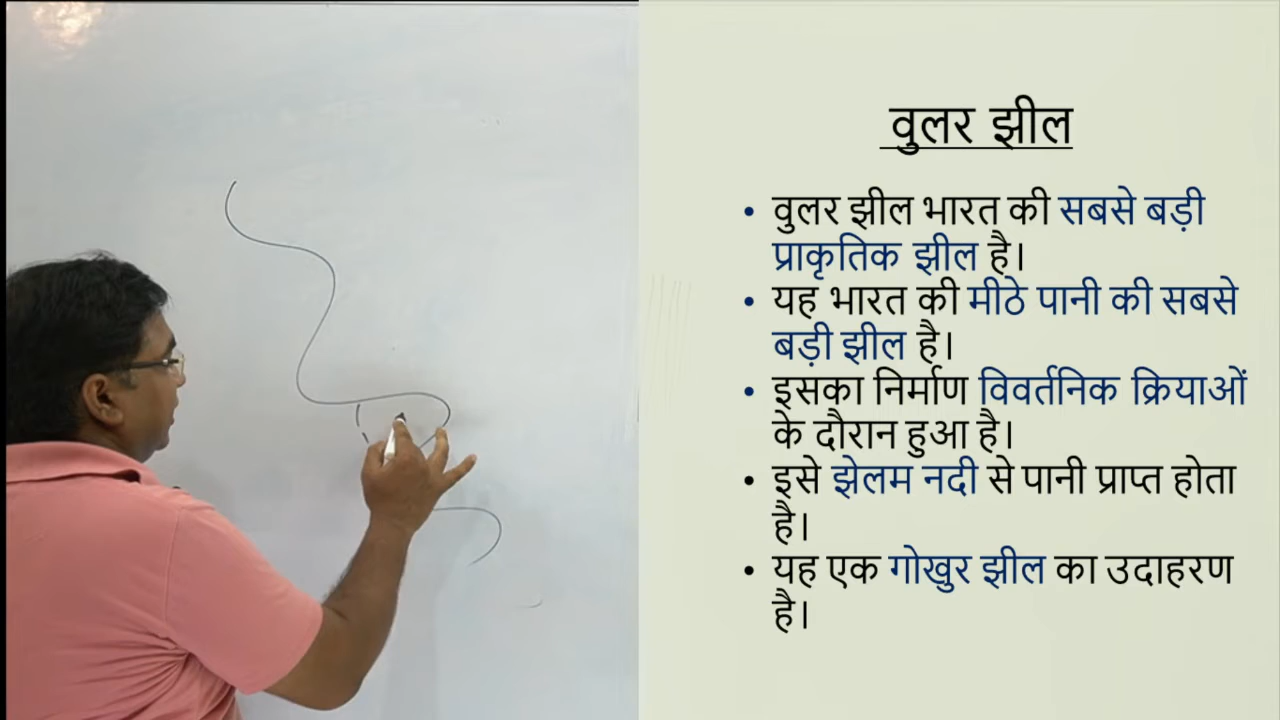 वुलर झील
• वुलर झील भारत की सबसे बड़ी
प्राकृतिक झील है।
• यह भारत की मीठे पानी की सबसे
बड़ी झील है।
• इसका निर्माण विवर्तनिक क्रियाओं
के दौरान हुआ है।
• इसे झेलम नदी से पानी प्राप्त होता
है।
• यह एक गोखुर झील का उदाहरण
है।